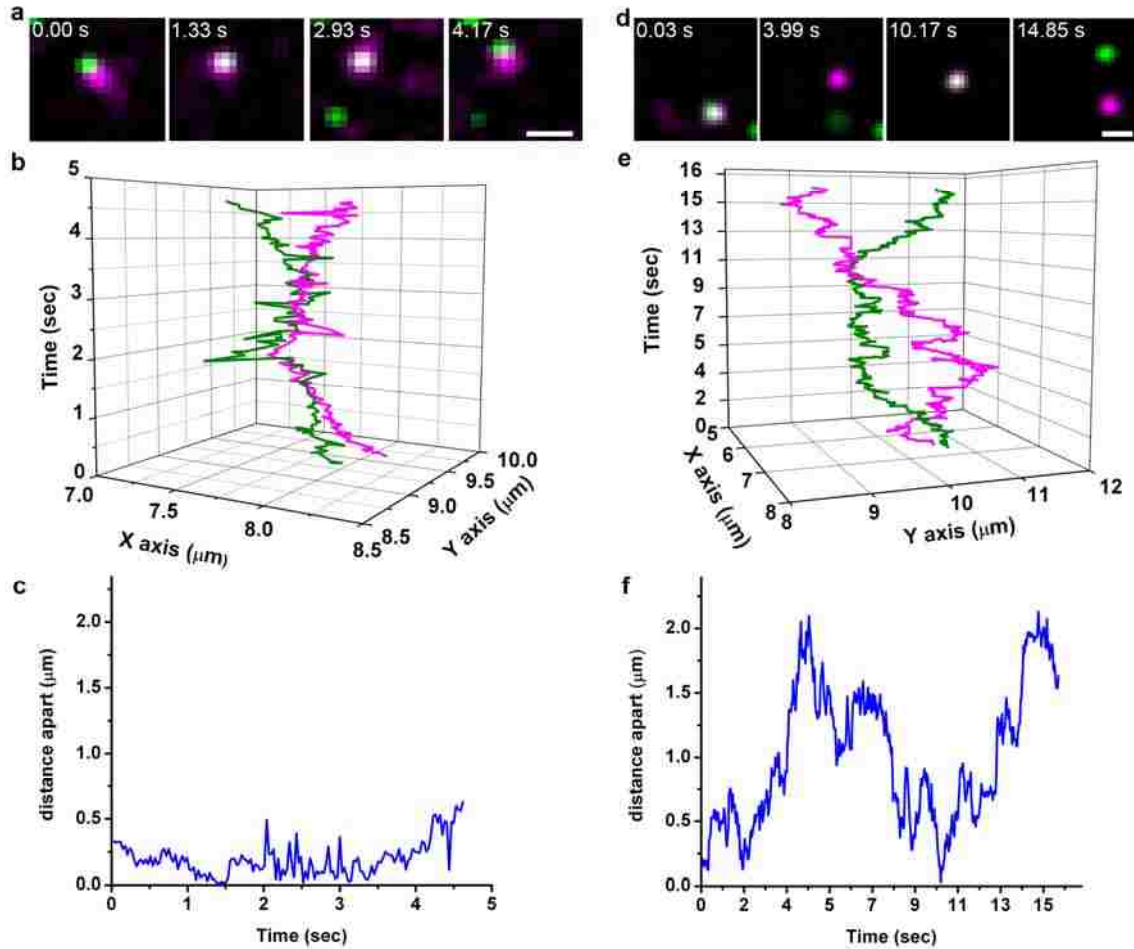 a
0.00 s
1.33 s
2.93 s
4.17 s
b
5
4
3
2
1
0
Time (sec)
7.0
7.5
8.0
8.5
X axis (μm)
8.5
9.0
9.5
10.0
Y axis (μm)
c
2.0
1.5
1.0
0.5
0.0
distance apart (μm)
0
1
2
3
4
5
Time (sec)
d
0.03 s
3.99 s
10.17 s
14.85 s
e
16
15
13
11
9
7
5
4
2
0
Time (sec)
5
6
7
8
X axis (μm)
8
9
10
11
12
Y axis (μm)
f
2.0
1.5
1.0
0.5
0.0
distance apart (μm)
0
2
4
5
7
9
11
13
15
Time (sec)